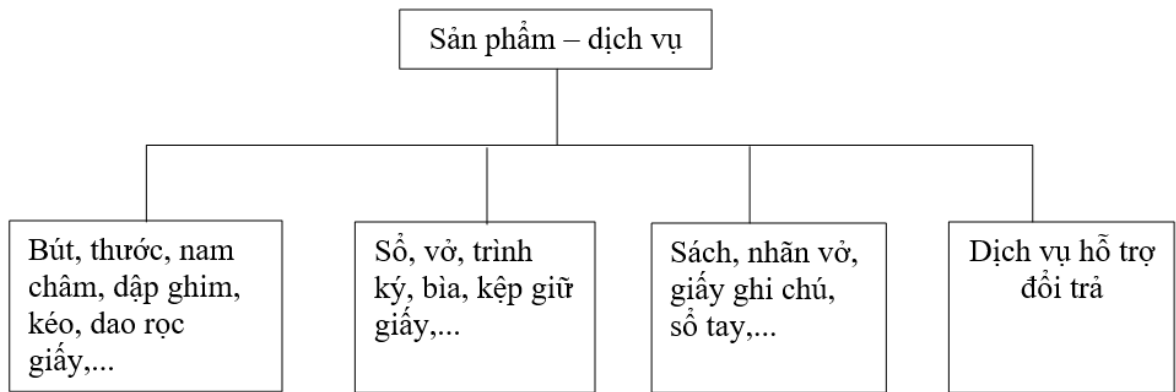 Sản phẩm – dịch vụ
Bút, thước, nam
châm, dập ghim,
kéo, dao rọc
giấy,...
Sổ, vở, trình
ký, bìa, kệp giữ
giấy,...
Sách, nhãn vở,
giấy ghi chú,
sổ tay,...
Dịch vụ hỗ trợ
đổi trả